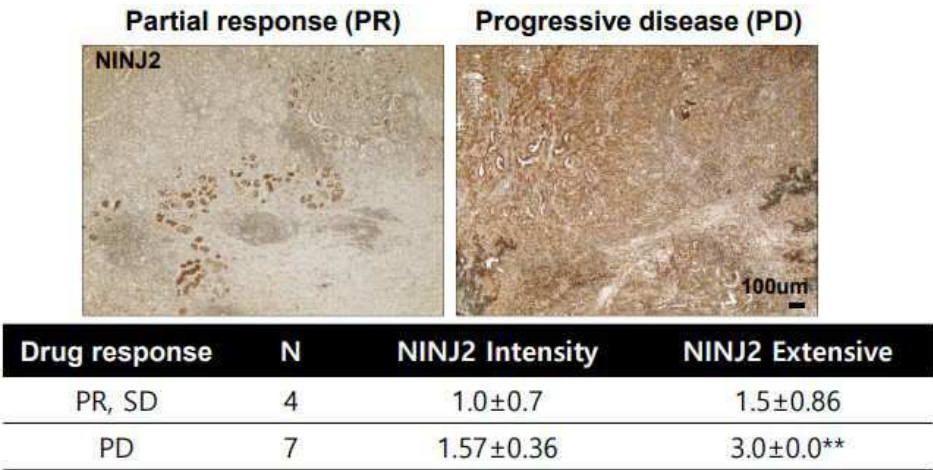 Partial response (PR) Progressive disease (PD)
NINJ2
100um
Drug response N NINJ2 Intensity NINJ2 Extensive
PR, SD 4 1.0±0.7 1.5±0.86
PD 7 1.57±0.36 3.0±0.0**